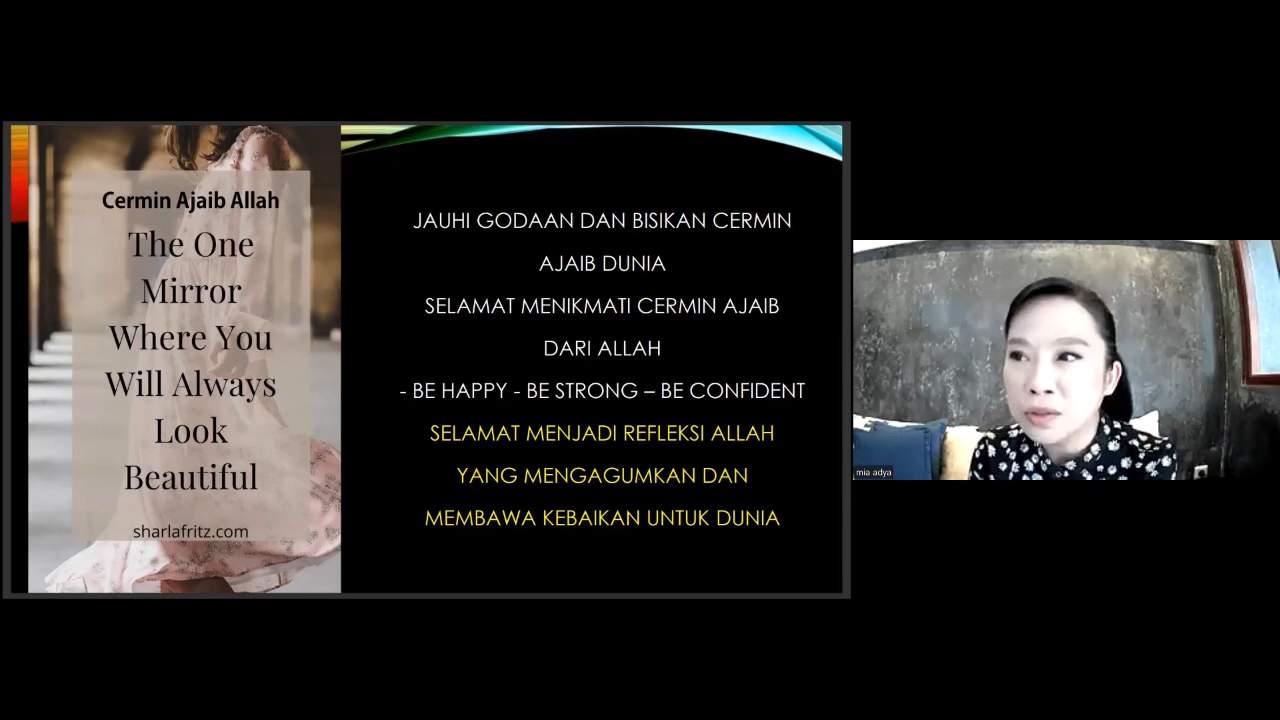 Cermin Ajaib Allah
The One
Mirror
Where You
Will Always
Look
Beautiful
sharlafritz.com
JAUHI GODAAN DAN BISIKAN CERMIN
AJAIB DUNIA
SELAMAT MENIKMATI CERMIN AJAIB
DARI ALLAH
- BE HAPPY - BE STRONG – BE CONFIDENT
SELAMAT MENJADI REFLEKSI ALLAH
YANG MENGAGUMKAN DAN
MEMBAWA KEBAIKAN UNTUK DUNIA
mia adya